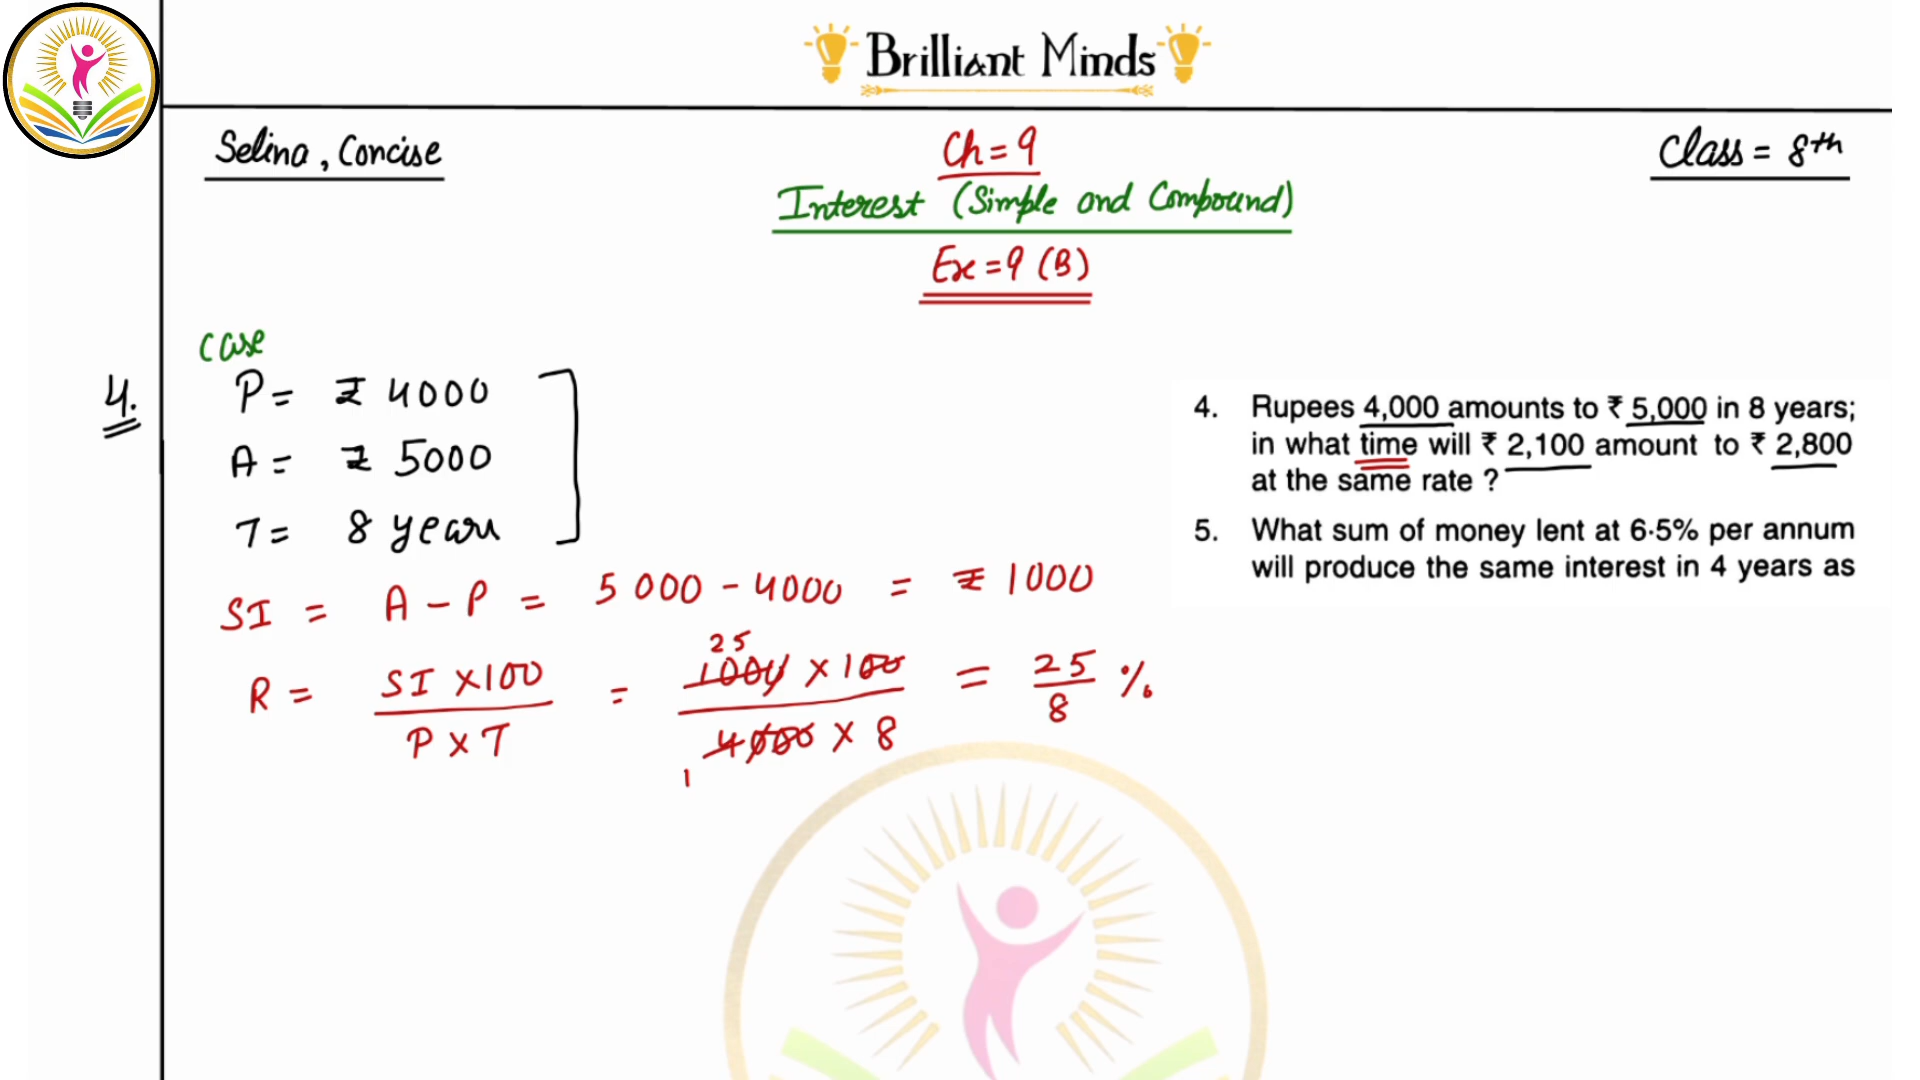 Brilliant Minds
Selina, Concise
Ch = 9
Class = 8th
Interest (Simple and Compound)
Ex = 9 (B)
Case
4.
P = ₹ 4000
A = ₹ 5000
T = 8 years
SI = A - P = 5000 - 4000 = ₹ 1000
R = SI × 100 / P × T = 1000 × 100 / 4000 × 8 = 25/8 %
25
1
4. Rupees 4,000 amounts to ₹ 5,000 in 8 years;
in what time will ₹ 2,100 amount to ₹ 2,800
at the same rate ?
5. What sum of money lent at 6·5% per annum
will produce the same interest in 4 years as